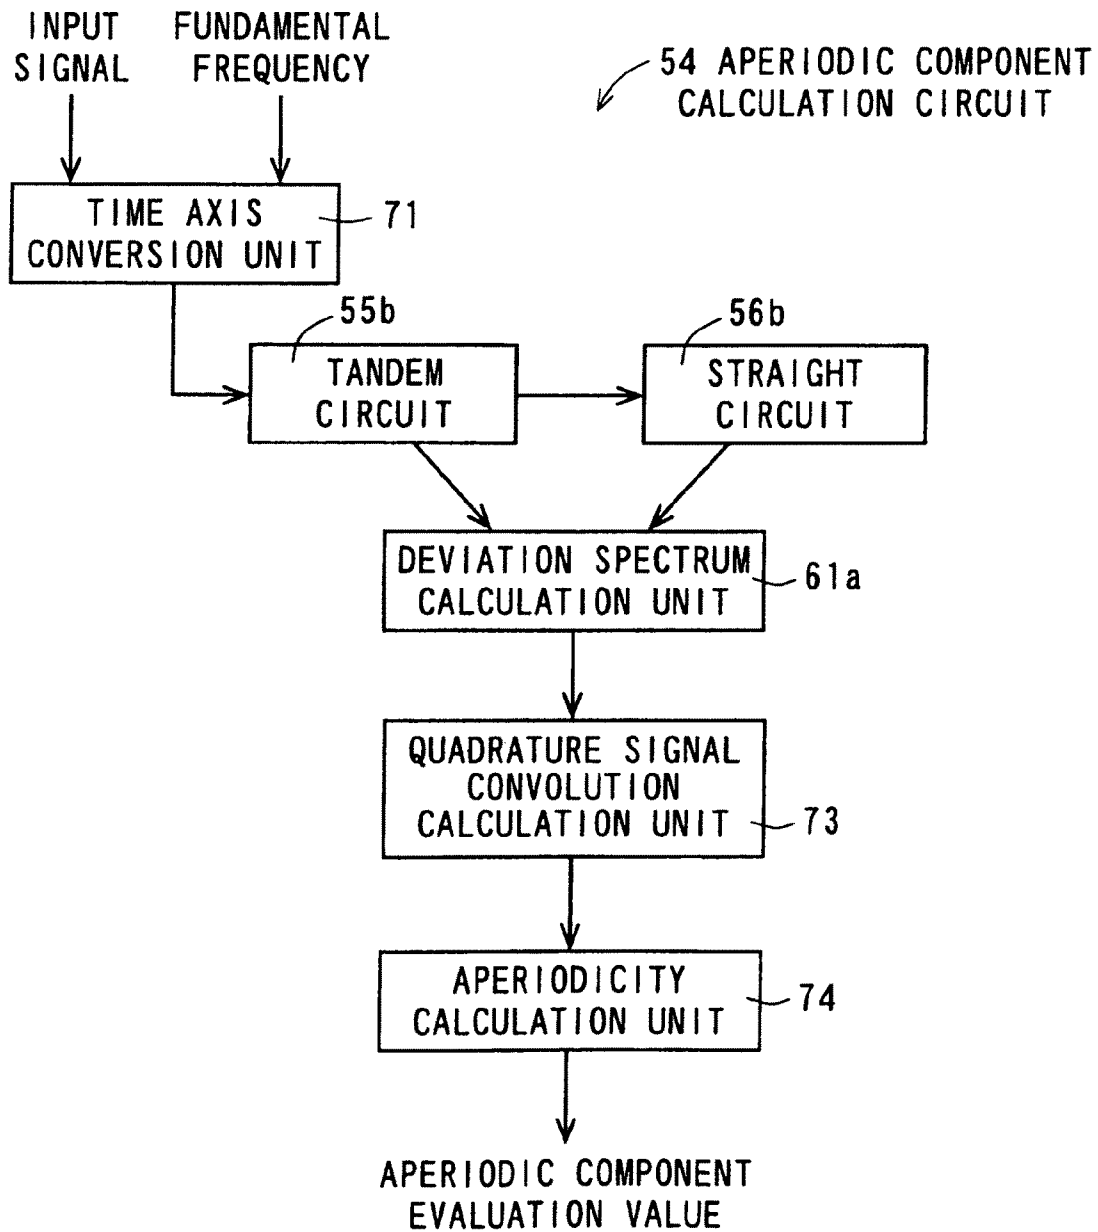 INPUT
SIGNAL
FUNDAMENTAL
FREQUENCY
54 APERIODIC COMPONENT
CALCULATION CIRCUIT
TIME AXIS
CONVERSION UNIT
71
55b
TANDEM
CIRCUIT
56b
STRAIGHT
CIRCUIT
DEVIATION SPECTRUM
CALCULATION UNIT
61a
QUADRATURE SIGNAL
CONVOLUTION
CALCULATION UNIT
73
APERIODICITY
CALCULATION UNIT
74
APERIODIC COMPONENT
EVALUATION VALUE